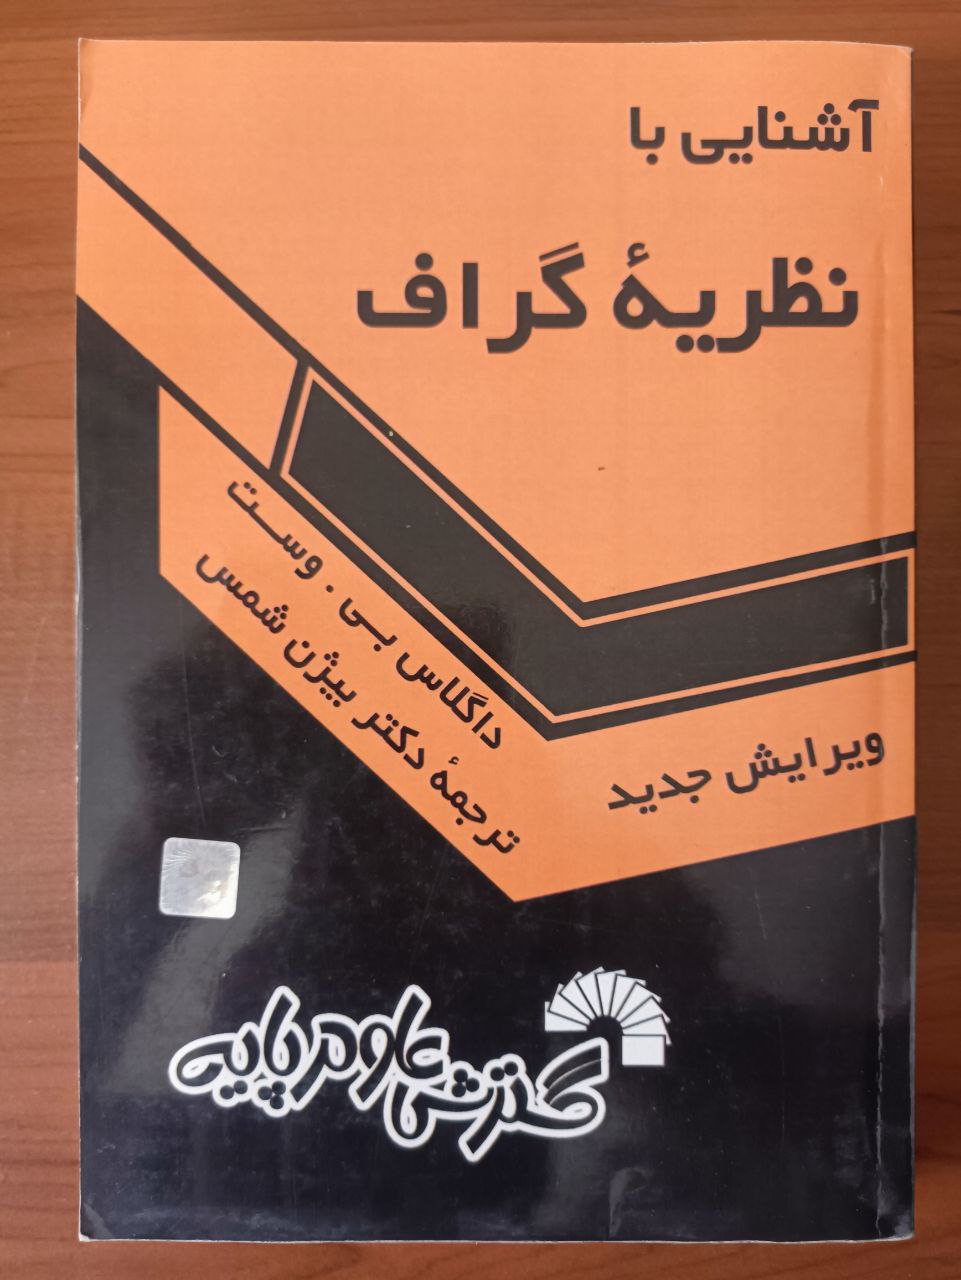 آشنایی با
نظریهٔ گراف
داگلاس بی . وست
ترجمهٔ دکتر بیژن شمس
ویرایش جدید
گسترش علوم پایه